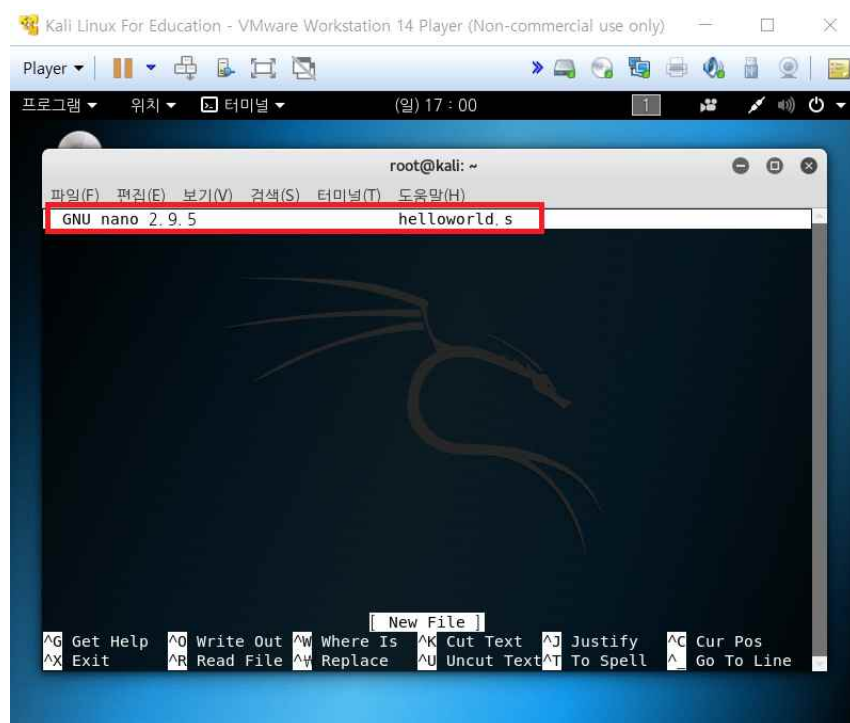 Kali Linux For Education - VMware Workstation 14 Player (Non-commercial use only)
Player
프로그램 위치 터미널 (일) 17 : 00 1
root@kali: ~
파일(F) 편집(E) 보기(V) 검색(S) 터미널(T) 도움말(H)
GNU nano 2.9.5 helloworld.s
[ New File ]
^G Get Help ^O Write Out ^W Where Is ^K Cut Text ^J Justify ^C Cur Pos
^X Exit ^R Read File ^\ Replace ^U Uncut Text ^T To Spell ^_ Go To Line